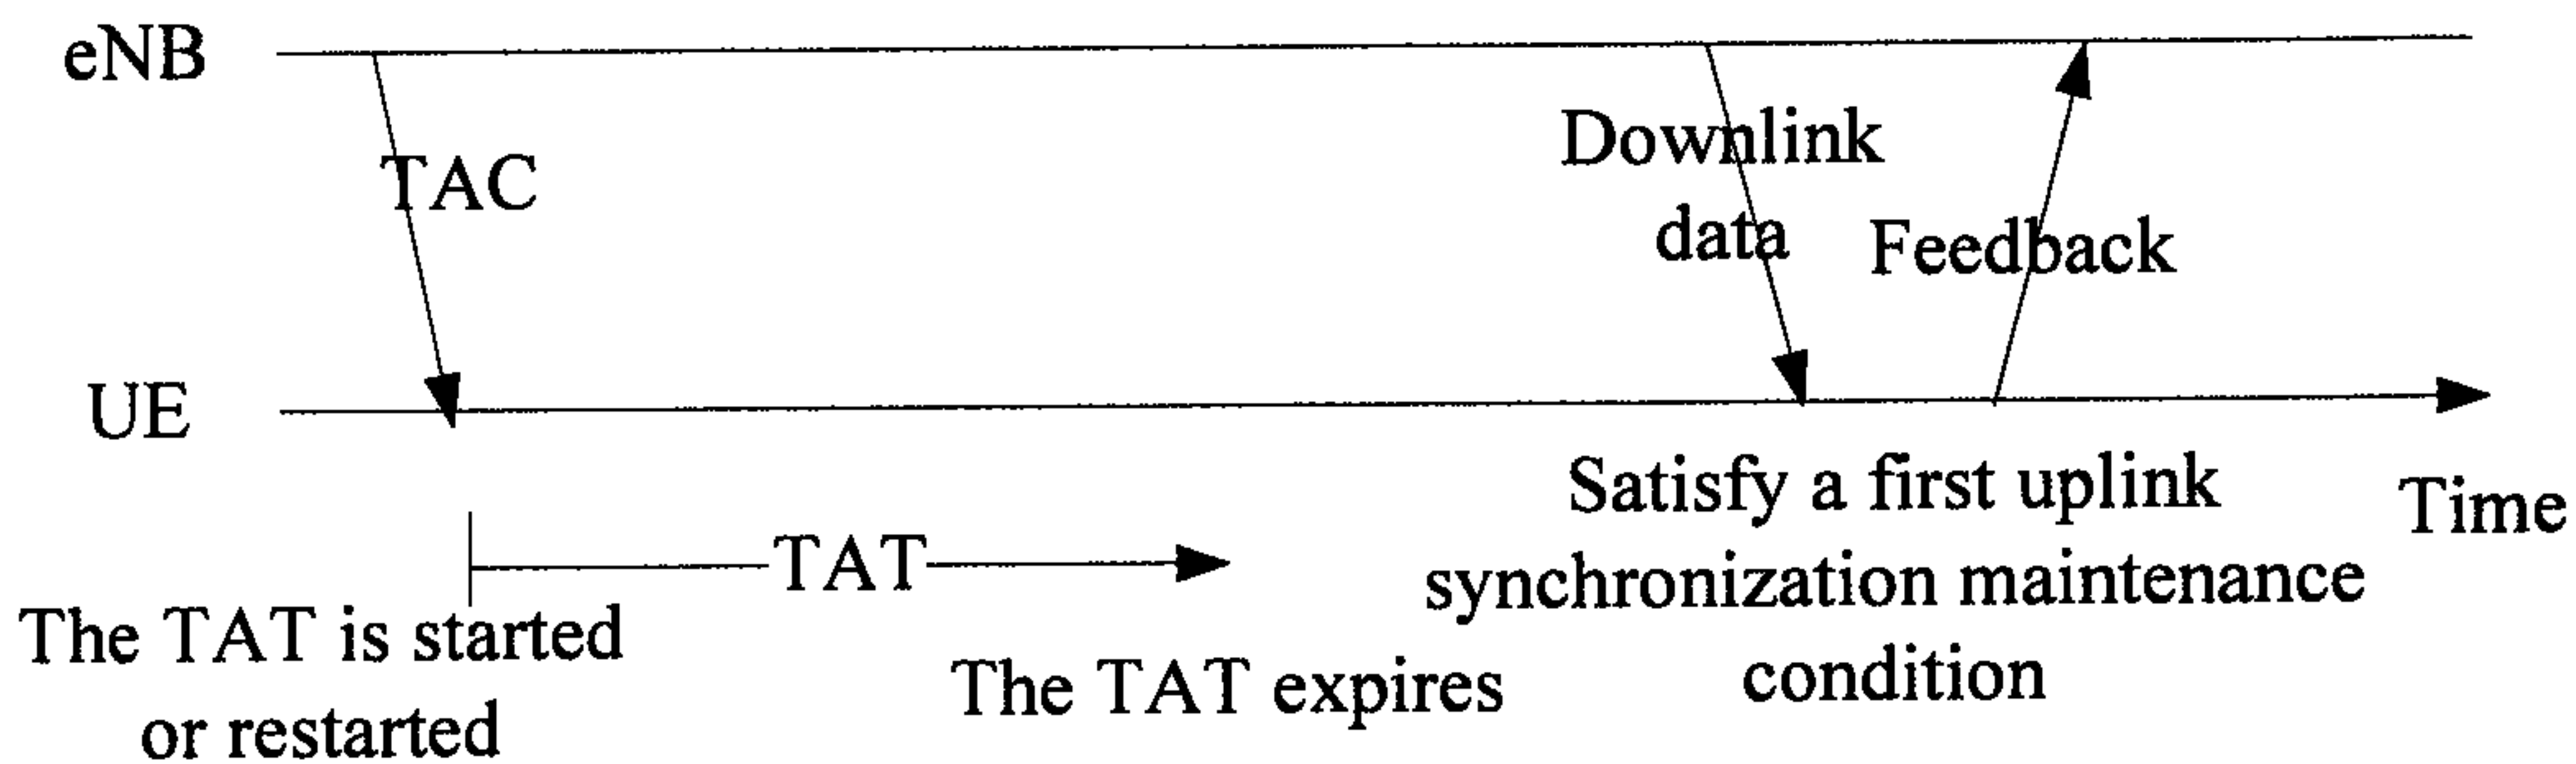 eNB
TAC
Downlink
data
Feedback
UE
Time
TAT
The TAT is started
or restarted
The TAT expires
Satisfy a first uplink
synchronization maintenance
condition